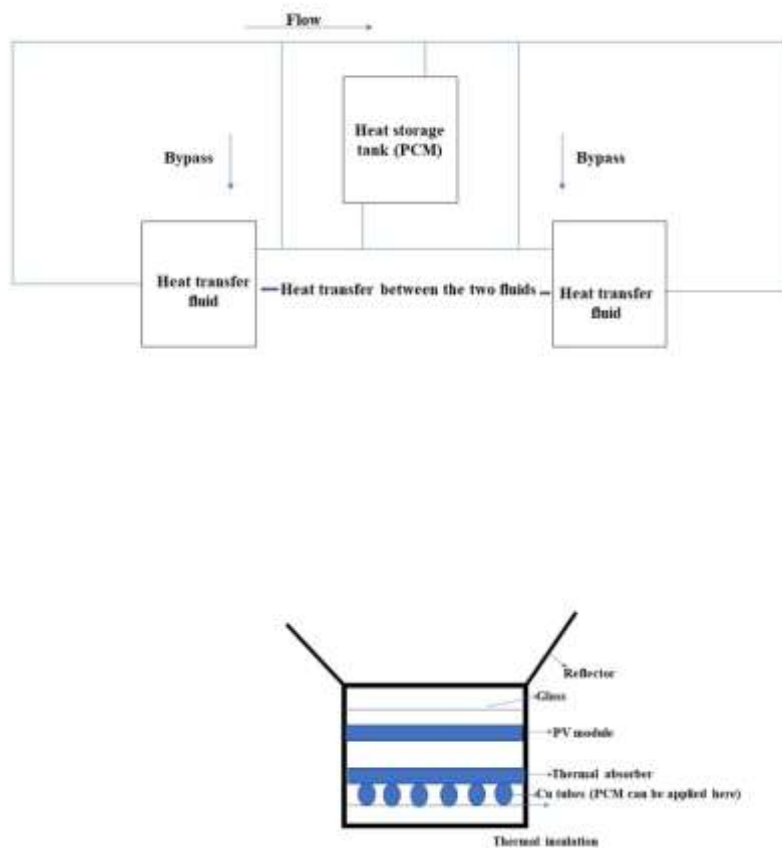 Flow
Heat storage
tank (PCM)
Bypass
Bypass
Heat transfer
fluid
Heat transfer between the two fluids
Heat transfer
fluid
Reflector
Glass
PV module
Thermal absorber
Cu tubes (PCM can be applied here)
Thermal insulation